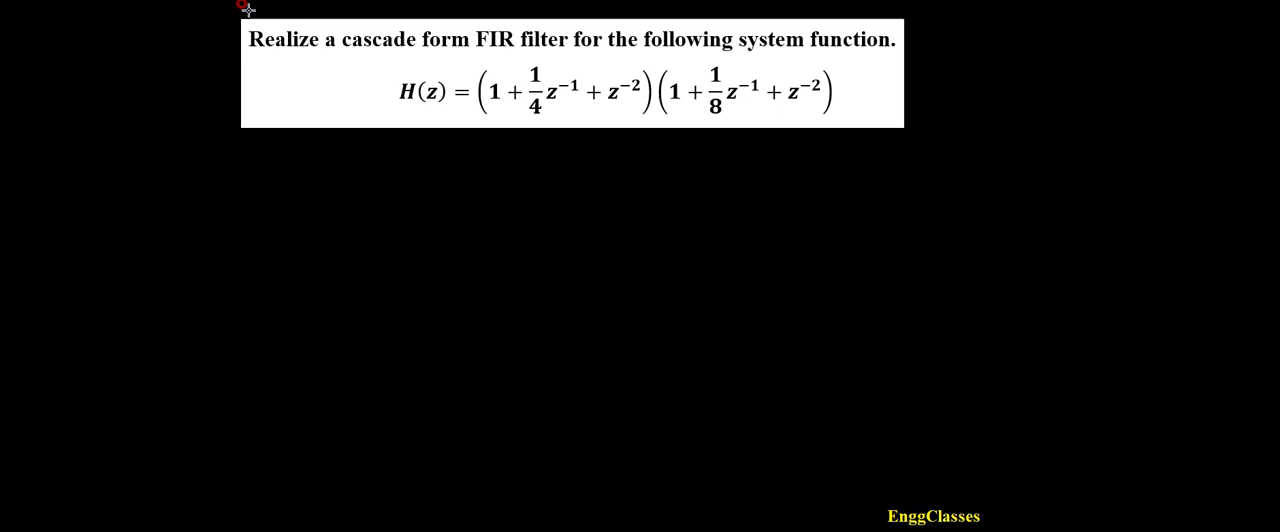 Realize a cascade form FIR filter for the following system function.
H(z) = (1 + 1/4 z⁻¹ + z⁻²)(1 + 1/8 z⁻¹ + z⁻²)
EnggClasses